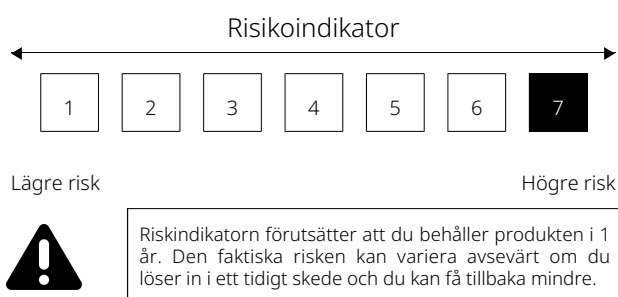 Risikoindikator
1 2 3 4 5 6 7
Lägre risk Högre risk
Riskindikatorn förutsätter att du behåller produkten i 1
år. Den faktiska risken kan variera avsevärt om du
löser in i ett tidigt skede och du kan få tillbaka mindre.